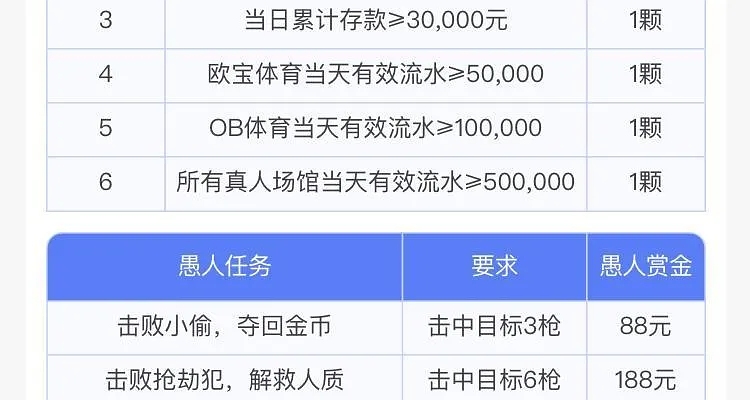 3 当日累计存款≥30,000元 1颗
4 欧宝体育当天有效流水≥50,000 1颗
5 OB体育当天有效流水≥100,000 1颗
6 所有真人场馆当天有效流水≥500,000 1颗
愚人任务 要求 愚人赏金
击败小偷，夺回金币 击中目标3枪 88元
击败抢劫犯，解救人质 击中目标6枪 188元